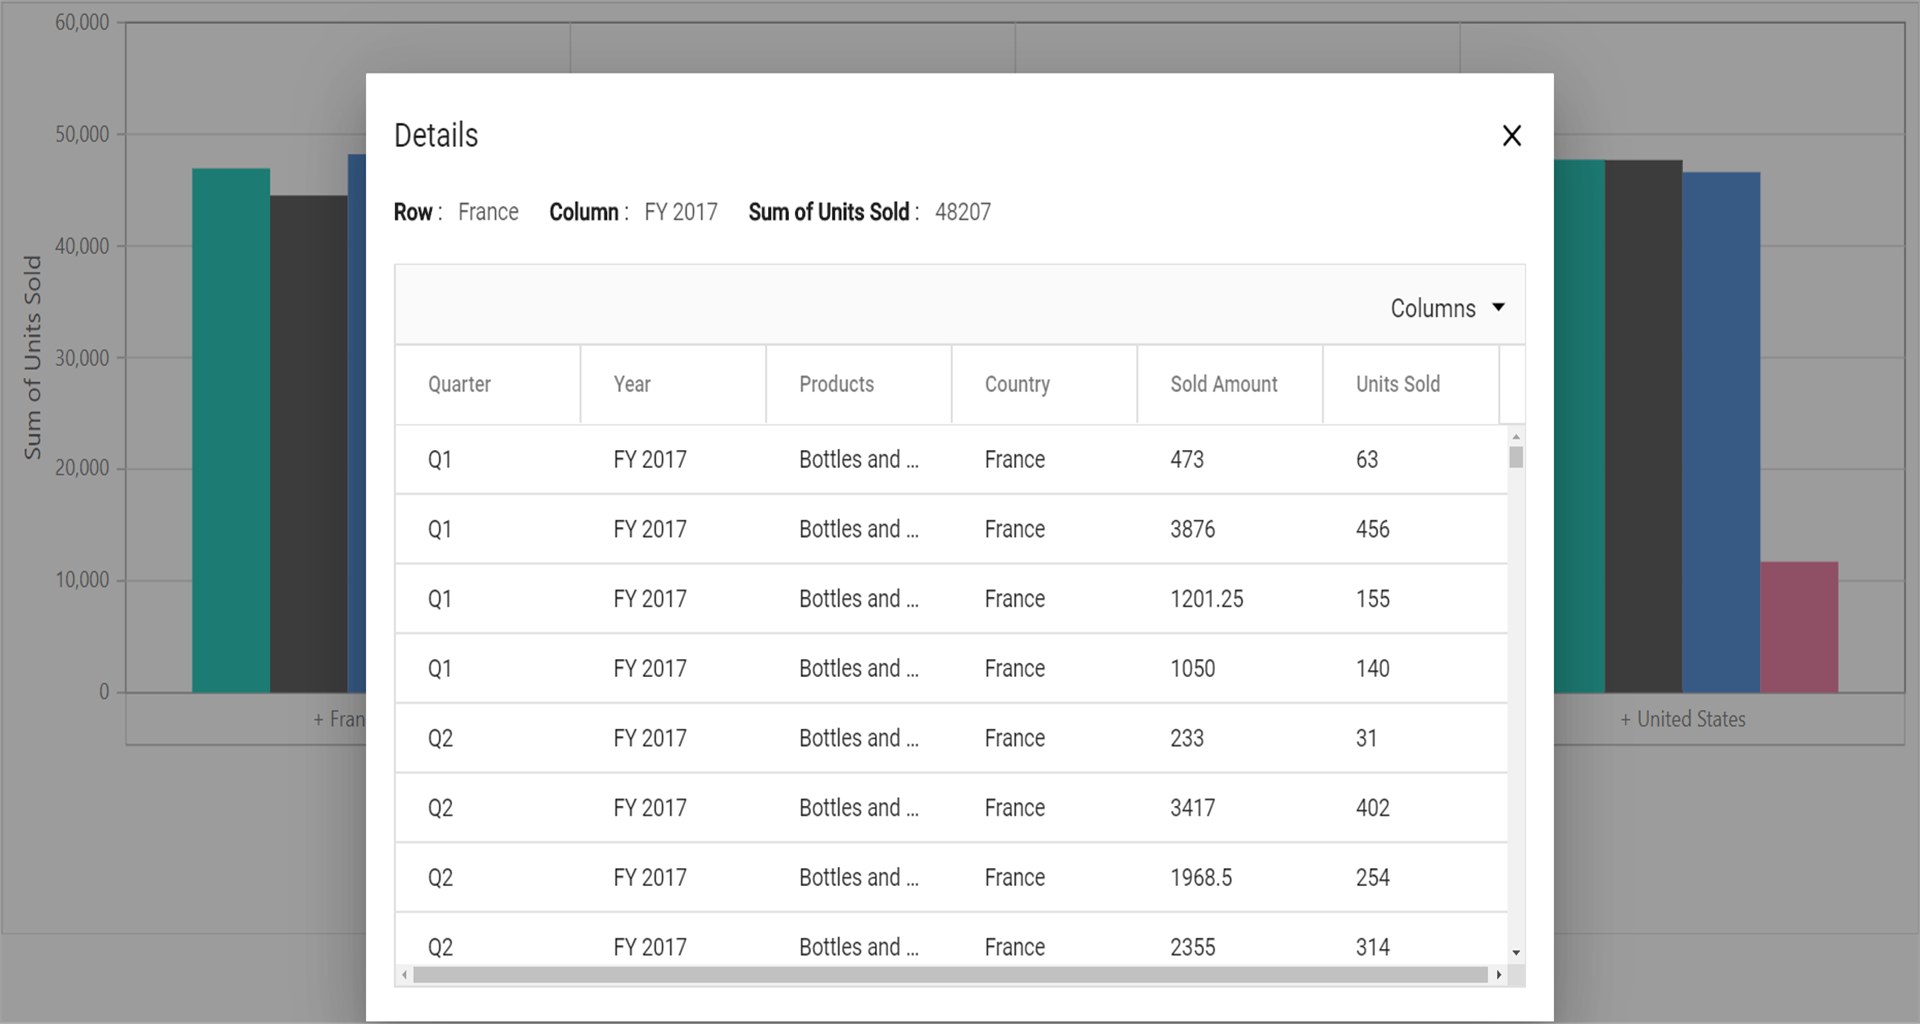 60,000
50,000
40,000
30,000
20,000
10,000
0
Sum of Units Sold
+ Fran
+ United States
Details
Row : France Column : FY 2017 Sum of Units Sold : 48207
Columns
Quarter Year Products Country Sold Amount Units Sold
Q1 FY 2017 Bottles and ... France 473 63
Q1 FY 2017 Bottles and ... France 3876 456
Q1 FY 2017 Bottles and ... France 1201.25 155
Q1 FY 2017 Bottles and ... France 1050 140
Q2 FY 2017 Bottles and ... France 233 31
Q2 FY 2017 Bottles and ... France 3417 402
Q2 FY 2017 Bottles and ... France 1968.5 254
Q2 FY 2017 Bottles and ... France 2355 314